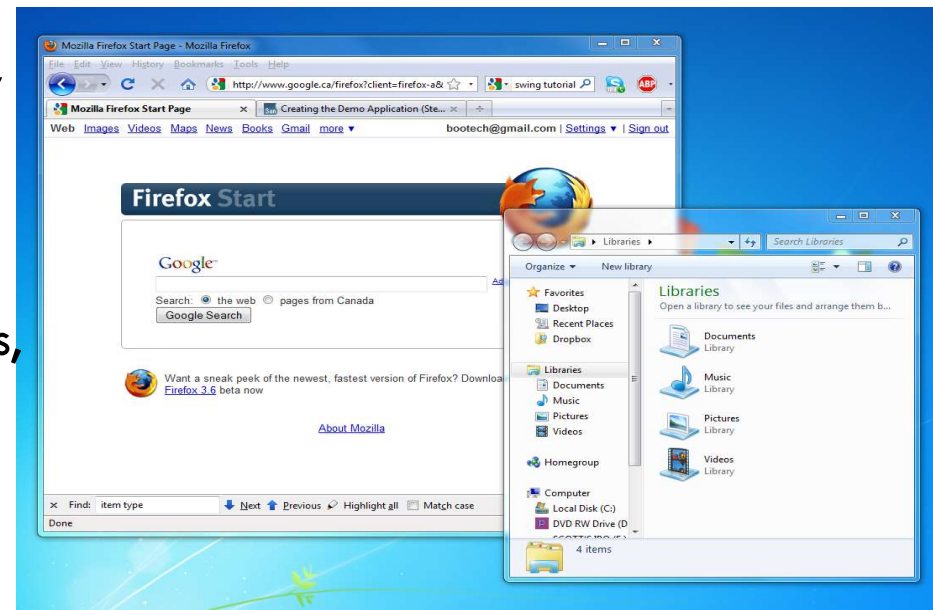 s,
Mozilla Firefox Start Page - Mozilla Firefox
File Edit View History Bookmarks Tools Help
http://www.google.ca/firefox?client=firefox-a& swing tutorial ABP
Mozilla Firefox Start Page Creating the Demo Application (Ste...
Web Images Videos Maps News Books Gmail more ▼ bootech@gmail.com | Settings ▼ | Sign out
Firefox Start
Google™
Search: the web pages from Canada
Google Search
Want a sneak peek of the newest, fastest version of Firefox?
Firefox 3.6 beta now
About Mozilla
× Find: item type Next Previous Highlight all Match case
Done
Libraries Search Libraries
Organize ▼ New library
Favorites
Desktop
Recent Places
Dropbox
Libraries
Documents
Music
Pictures
Videos
Homegroup
Computer
Local Disk (C:)
DVD RW Drive (D
Libraries
Open a library to see your files and arrange them b...
Documents
Library
Music
Library
Pictures
Library
Videos
Library
4 items